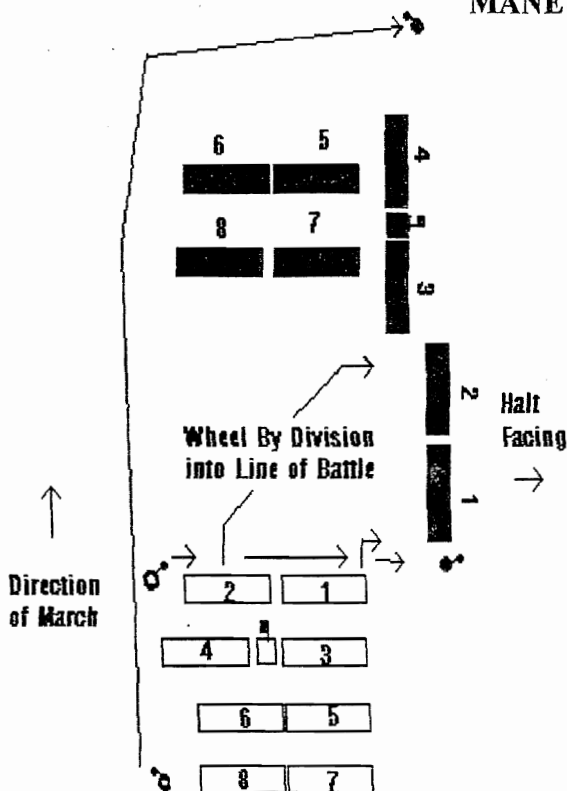 MANE
6 5
4
8 7
3
2
Halt
Facing
Wheel By Division
into Line of Battle
1
Direction
of March
2 1
4 3
6 5
8 7